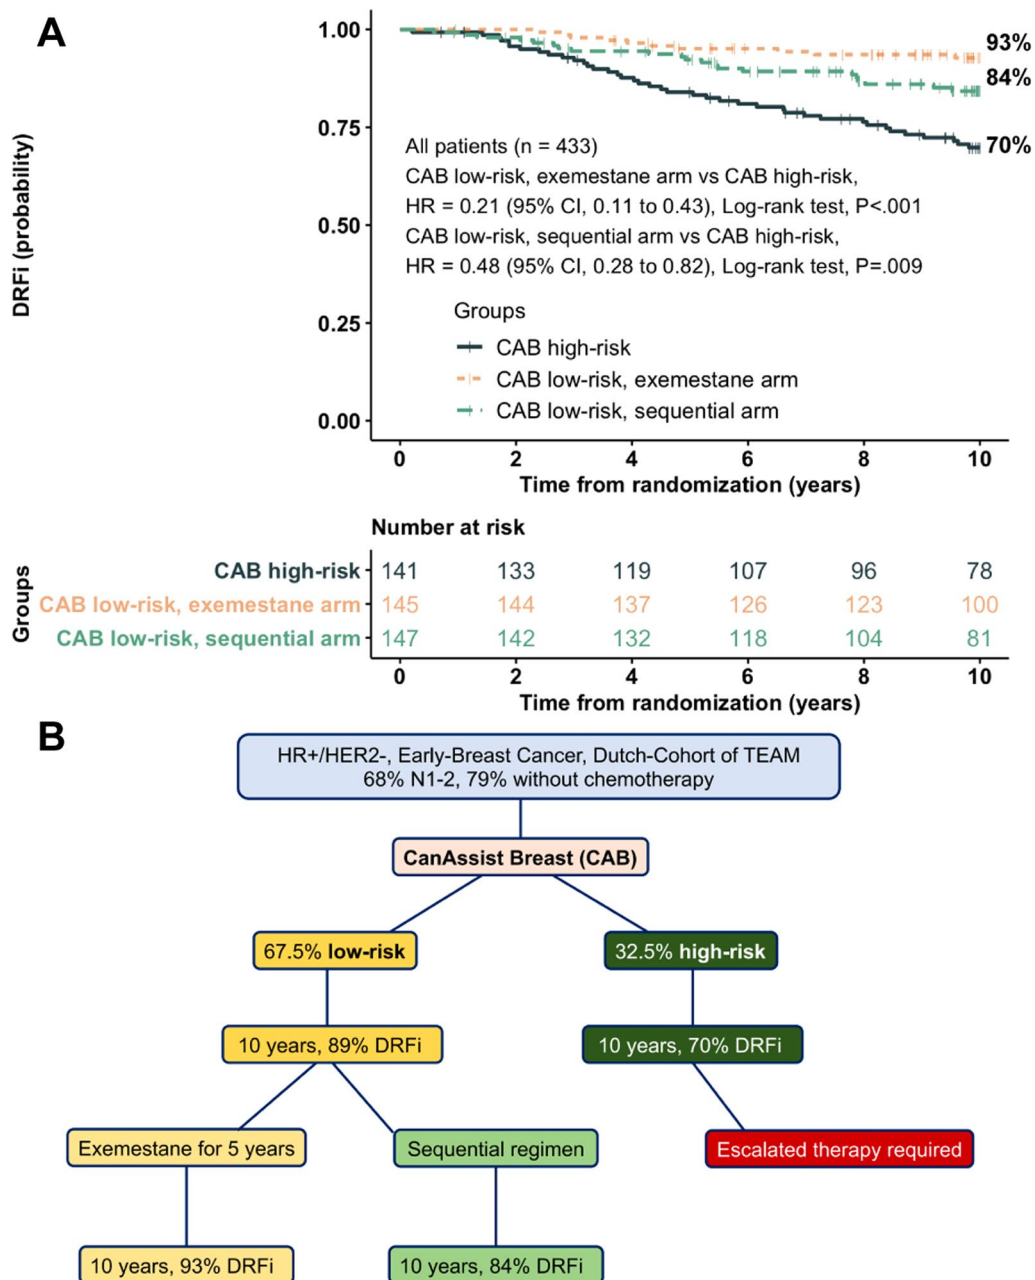 A
DRFi (probability)
1.00
0.75
0.50
0.25
0.00
93%
84%
70%
All patients (n = 433)
CAB low-risk, exemestane arm vs CAB high-risk,
HR = 0.21 (95% CI, 0.11 to 0.43), Log-rank test, P<.001
CAB low-risk, sequential arm vs CAB high-risk,
HR = 0.48 (95% CI, 0.28 to 0.82), Log-rank test, P=.009
Groups
CAB high-risk
CAB low-risk, exemestane arm
CAB low-risk, sequential arm
0 2 4 6 8 10
Time from randomization (years)
Number at risk
Groups
CAB high-risk 141 133 119 107 96 78
CAB low-risk, exemestane arm 145 144 137 126 123 100
CAB low-risk, sequential arm 147 142 132 118 104 81
0 2 4 6 8 10
Time from randomization (years)
B
HR+/HER2-, Early-Breast Cancer, Dutch-Cohort of TEAM
68% N1-2, 79% without chemotherapy
CanAssist Breast (CAB)
67.5% low-risk
32.5% high-risk
10 years, 89% DRFi
10 years, 70% DRFi
Exemestane for 5 years
Sequential regimen
Escalated therapy required
10 years, 93% DRFi
10 years, 84% DRFi